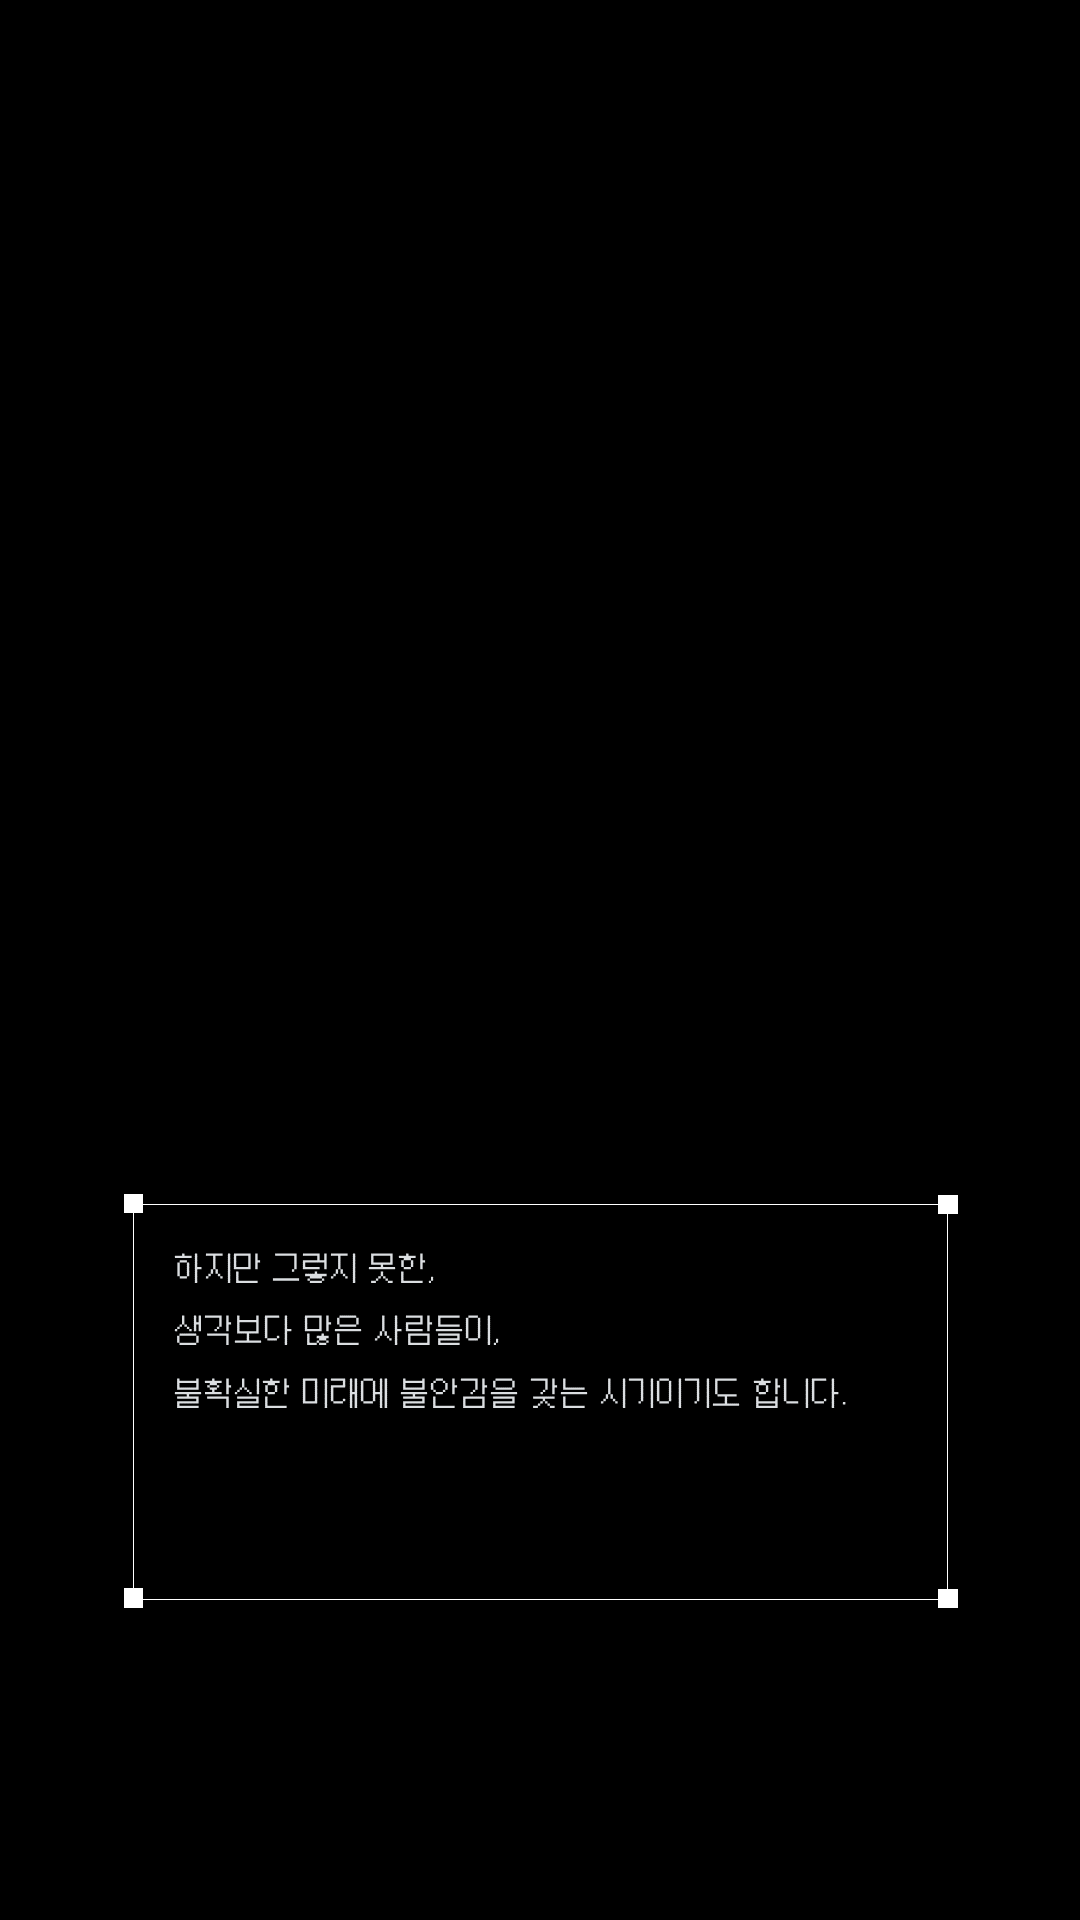 하지만 그렇지 못한,
생각보다 많은 사람들이,
불확실한 미래에 불안감을 갖는 시기이기도 합니다.